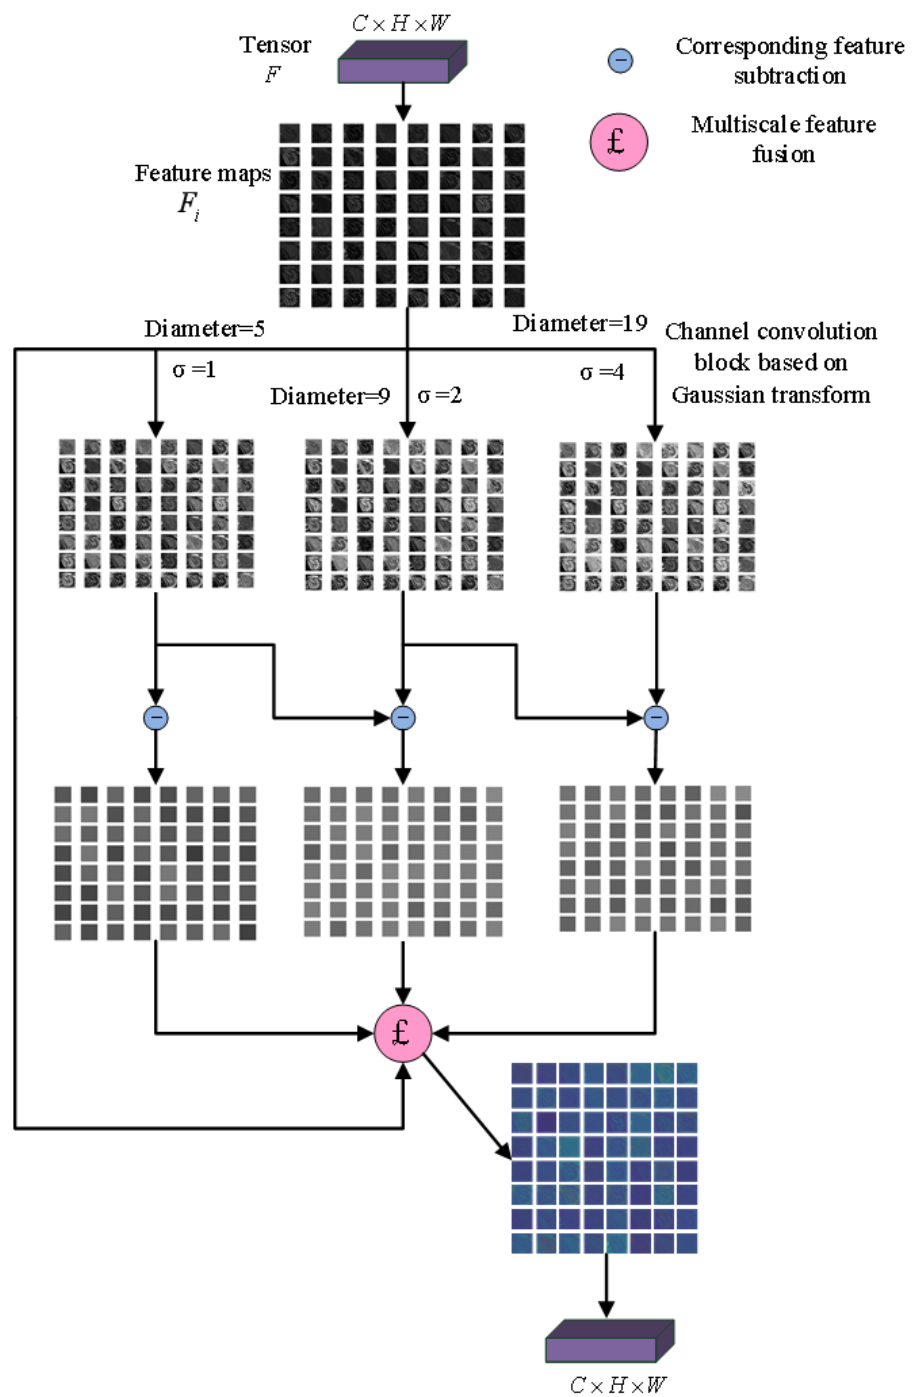 C×H×W
Tensor
F
Corresponding feature
subtraction
−
£
Multiscale feature
fusion
Feature maps
Fᵢ
Diameter=5
Diameter=19
σ=1
Diameter=9
σ=2
σ=4
Channel convolution
block based on
Gaussian transform
−
−
−
£
C×H×W